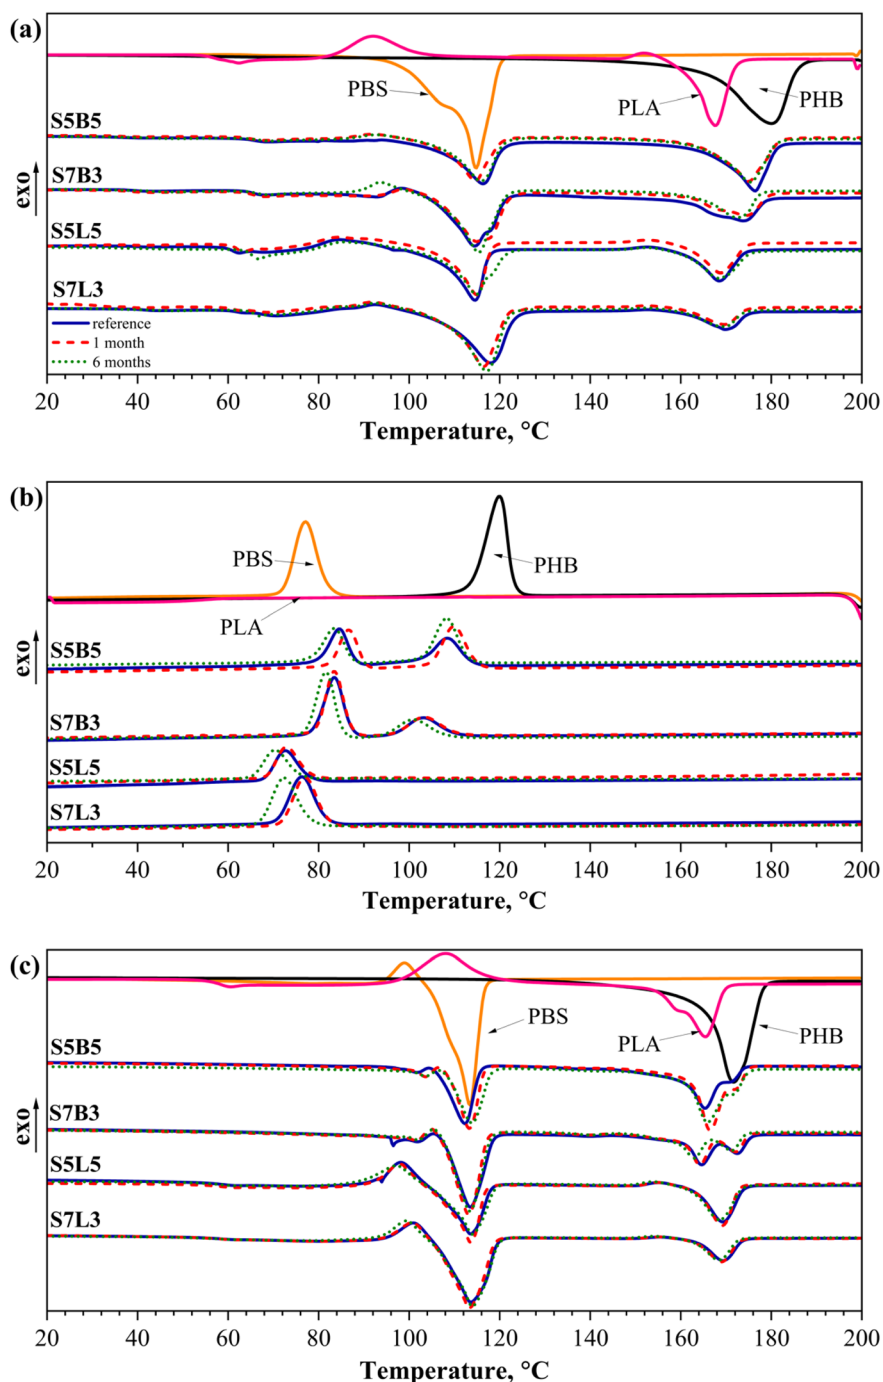 (a)
PBS
PLA
PHB
S5B5
S7B3
S5L5
S7L3
exo
reference
1 month
6 months
20 40 60 80 100 120 140 160 180 200
Temperature, °C
(b)
PBS
PHB
PLA
S5B5
S7B3
S5L5
S7L3
exo
20 40 60 80 100 120 140 160 180 200
Temperature, °C
(c)
PBS
PLA
PHB
S5B5
S7B3
S5L5
S7L3
exo
20 40 60 80 100 120 140 160 180 200
Temperature, °C